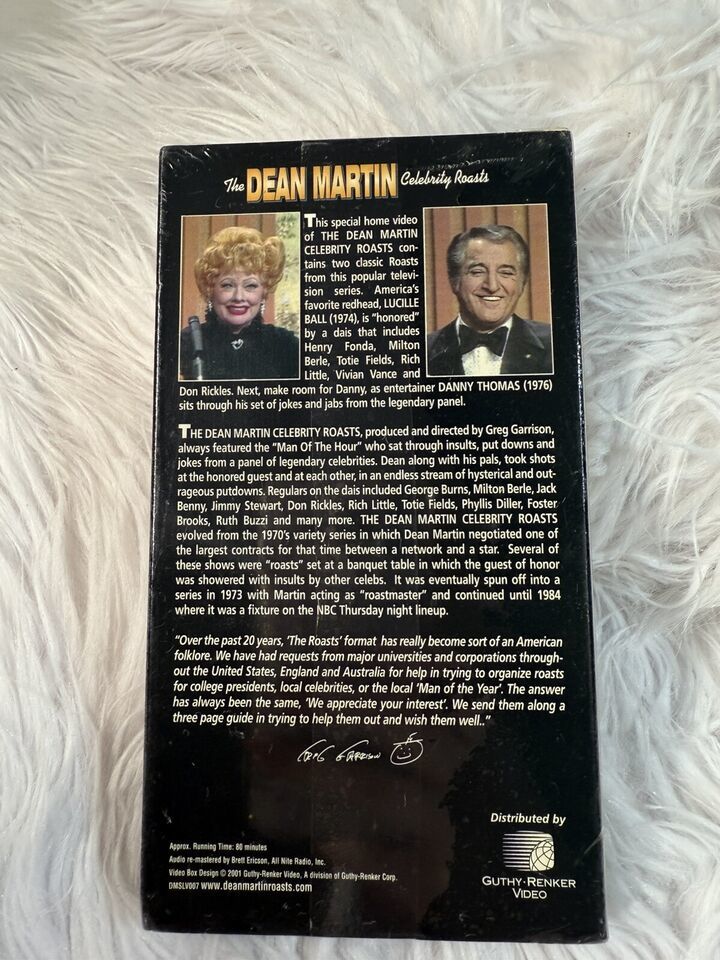 The DEAN MARTIN Celebrity Roasts
This special home video
of THE DEAN MARTIN
CELEBRITY ROASTS con-
tains two classic Roasts
from this popular televi-
sion series. America's
favorite redhead, LUCILLE
BALL (1974), is "honored"
by a dais that includes
Henry Fonda, Milton
Berle, Totie Fields, Rich
Little, Vivian Vance and
Don Rickles. Next, make room for Danny, as entertainer DANNY THOMAS (1976)
sits through his set of jokes and jabs from the legendary panel.
THE DEAN MARTIN CELEBRITY ROASTS, produced and directed by Greg Garrison,
always featured the "Man Of The Hour" who sat through insults, put downs and
jokes from a panel of legendary celebrities. Dean along with his pals, took shots
at the honored guest and at each other, in an endless stream of hysterical and out-
rageous putdowns. Regulars on the dais included George Burns, Milton Berle, Jack
Benny, Jimmy Stewart, Don Rickles, Rich Little, Totie Fields, Phyllis Diller, Foster
Brooks, Ruth Buzzi and many more. THE DEAN MARTIN CELEBRITY ROASTS
evolved from the 1970's variety series in which Dean Martin negotiated one of
the largest contracts for that time between a network and a star. Several of
these shows were "roasts" set at a banquet table in which the guest of honor
was showered with insults by other celebs. It was eventually spun off into a
series in 1973 with Martin acting as "roastmaster" and continued until 1984
where it was a fixture on the NBC Thursday night lineup.
"Over the past 20 years, 'The Roasts' format has really become sort of an American
folklore. We have had requests from major universities and corporations through-
out the United States, England and Australia for help in trying to organize roasts
for college presidents, local celebrities, or the local 'Man of the Year'. The answer
has always been the same, 'We appreciate your interest'. We send them along a
three page guide in trying to help them out and wish them well.."
Greg Garrison
Distributed by
GUTHY-RENKER
VIDEO
Approx. Running Time: 80 minutes
Audio re-mastered by Brett Ericson, All Nite Radio, Inc.
Video Box Design © 2001 Guthy-Renker Video, A division of Guthy-Renker Corp.
DMSLV007 www.deanmartinroasts.com